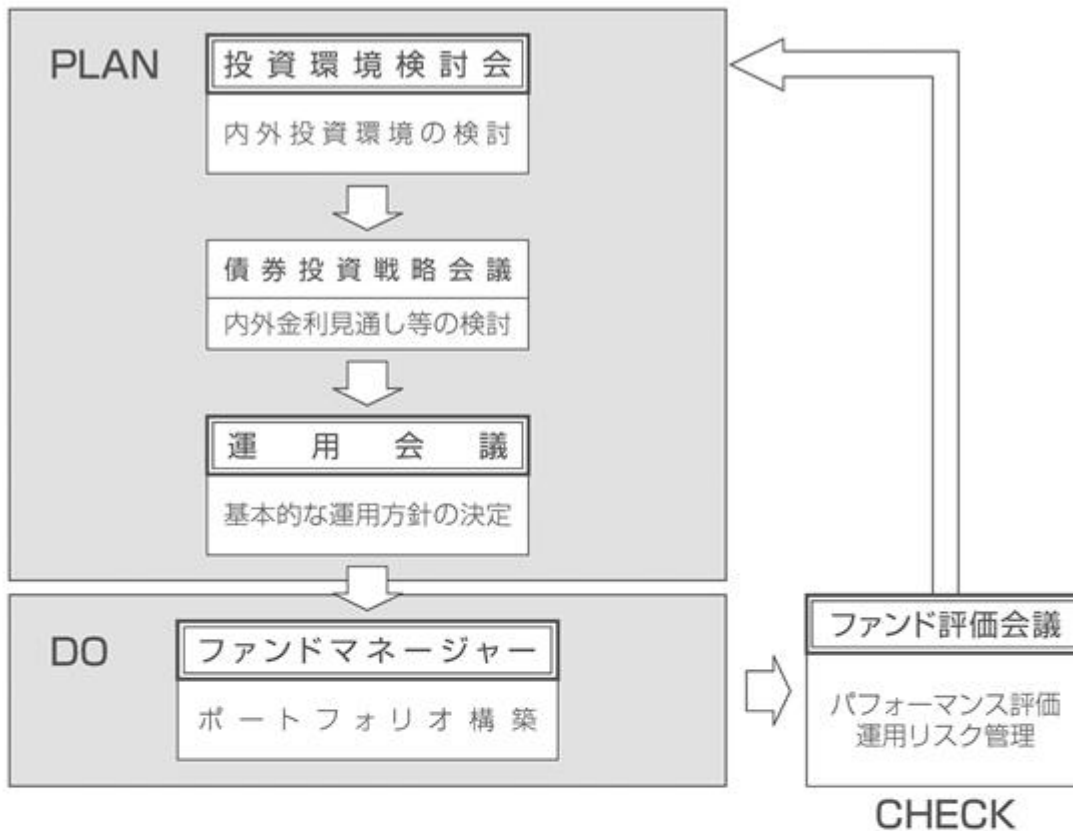 PLAN
投資環境検討会
内外投資環境の検討
債券投資戦略会議
内外金利見通し等の検討
運用会議
基本的な運用方針の決定
DO
ファンドマネージャー
ポートフォリオ構築
ファンド評価会議
パフォーマンス評価
運用リスク管理
CHECK